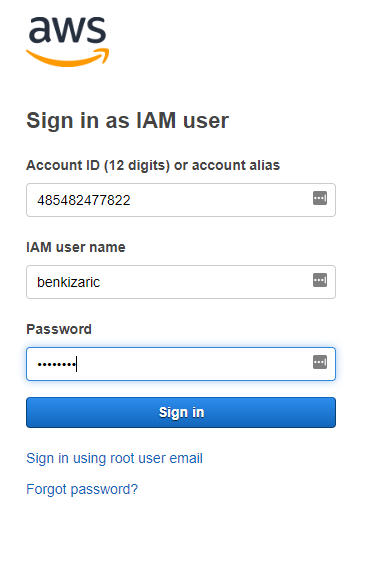 aws
Sign in as IAM user
Account ID (12 digits) or account alias
485482477822
IAM user name
benkizaric
Password
••••••••
Sign in
Sign in using root user email
Forgot password?